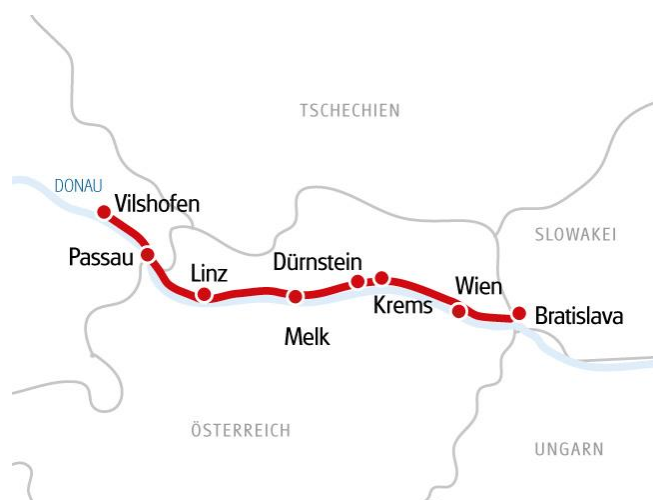 TSCHECHIEN
DONAU
Vilshofen
SLOWAKEI
Passau
Linz
Dürnstein
Wien
Krems
Bratislava
Melk
ÖSTERREICH
UNGARN